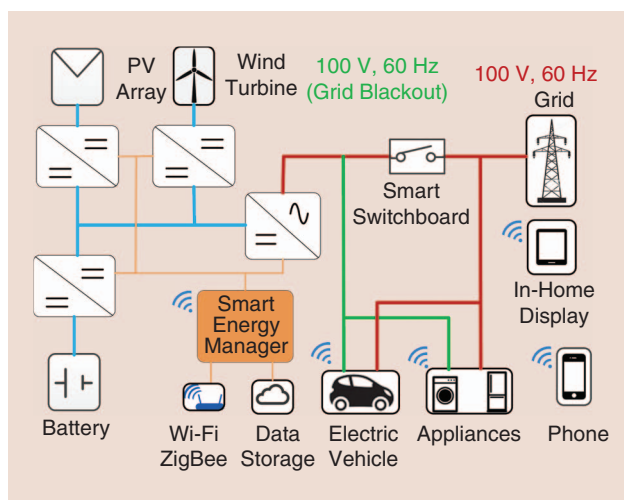 PV
Array
Wind
Turbine
100 V, 60 Hz
(Grid Blackout)
100 V, 60 Hz
Grid
Smart
Switchboard
In-Home
Display
Smart
Energy
Manager
Battery
Wi-Fi
ZigBee
Data
Storage
Electric
Vehicle
Appliances
Phone